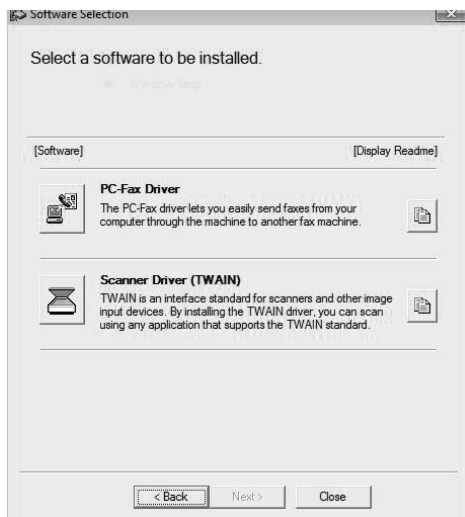 Software Selection
Select a software to be installed.
Window Snip
[Software] [Display Readme]
PC-Fax Driver
The PC-Fax driver lets you easily send faxes from your
computer through the machine to another fax machine.
Scanner Driver (TWAIN)
TWAIN is an interface standard for scanners and other image
input devices. By installing the TWAIN driver, you can scan
using any application that supports the TWAIN standard.
< Back Next > Close